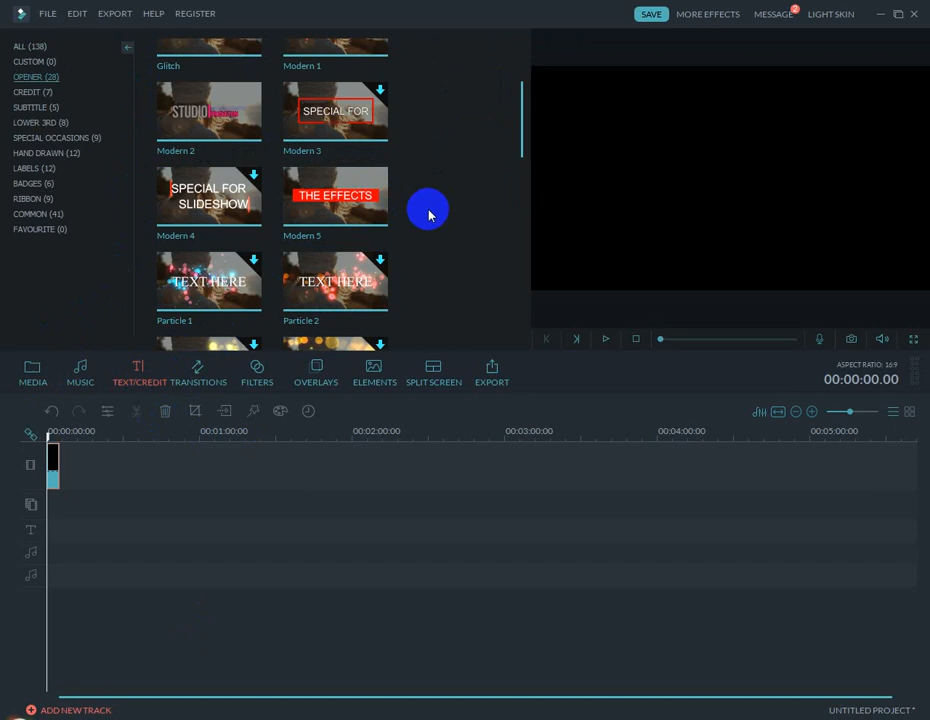 FILE EDIT EXPORT HELP REGISTER SAVE MORE EFFECTS MESSAGE 2 LIGHT SKIN
ALL (138)
CUSTOM (0)
OPENER (28)
CREDIT (7)
SUBTITLE (5)
LOWER 3RD (8)
SPECIAL OCCASIONS (9)
HAND DRAWN (12)
LABELS (12)
BADGES (6)
RIBBON (9)
COMMON (41)
FAVOURITE (0)
Glitch Modern 1
STUDIO SPECIAL FOR
Modern 2 Modern 3
SPECIAL FOR
SLIDESHOW
THE EFFECTS
Modern 4 Modern 5
TEXT HERE TEXT HERE
Particle 1 Particle 2
MEDIA MUSIC TEXT/CREDIT TRANSITIONS FILTERS OVERLAYS ELEMENTS SPLIT SCREEN EXPORT
ASPECT RATIO: 16:9
00:00:00.00
00:00:00:00 00:01:00:00 00:02:00:00 00:03:00:00 00:04:00:00 00:05:00:00
ADD NEW TRACK UNTITLED PROJECT*